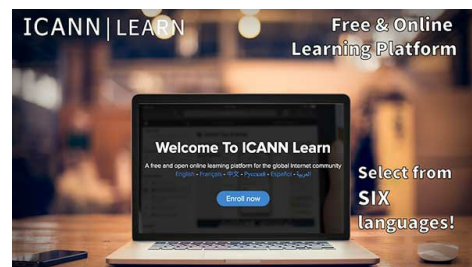 ICANN|LEARN
Free & Online
Learning Platform
Welcome To ICANN Learn
A free and open online learning platform for the global Internet community
English - Français - 中文 - Русский - Español - العربية
Enroll now
Select from
SIX
languages!